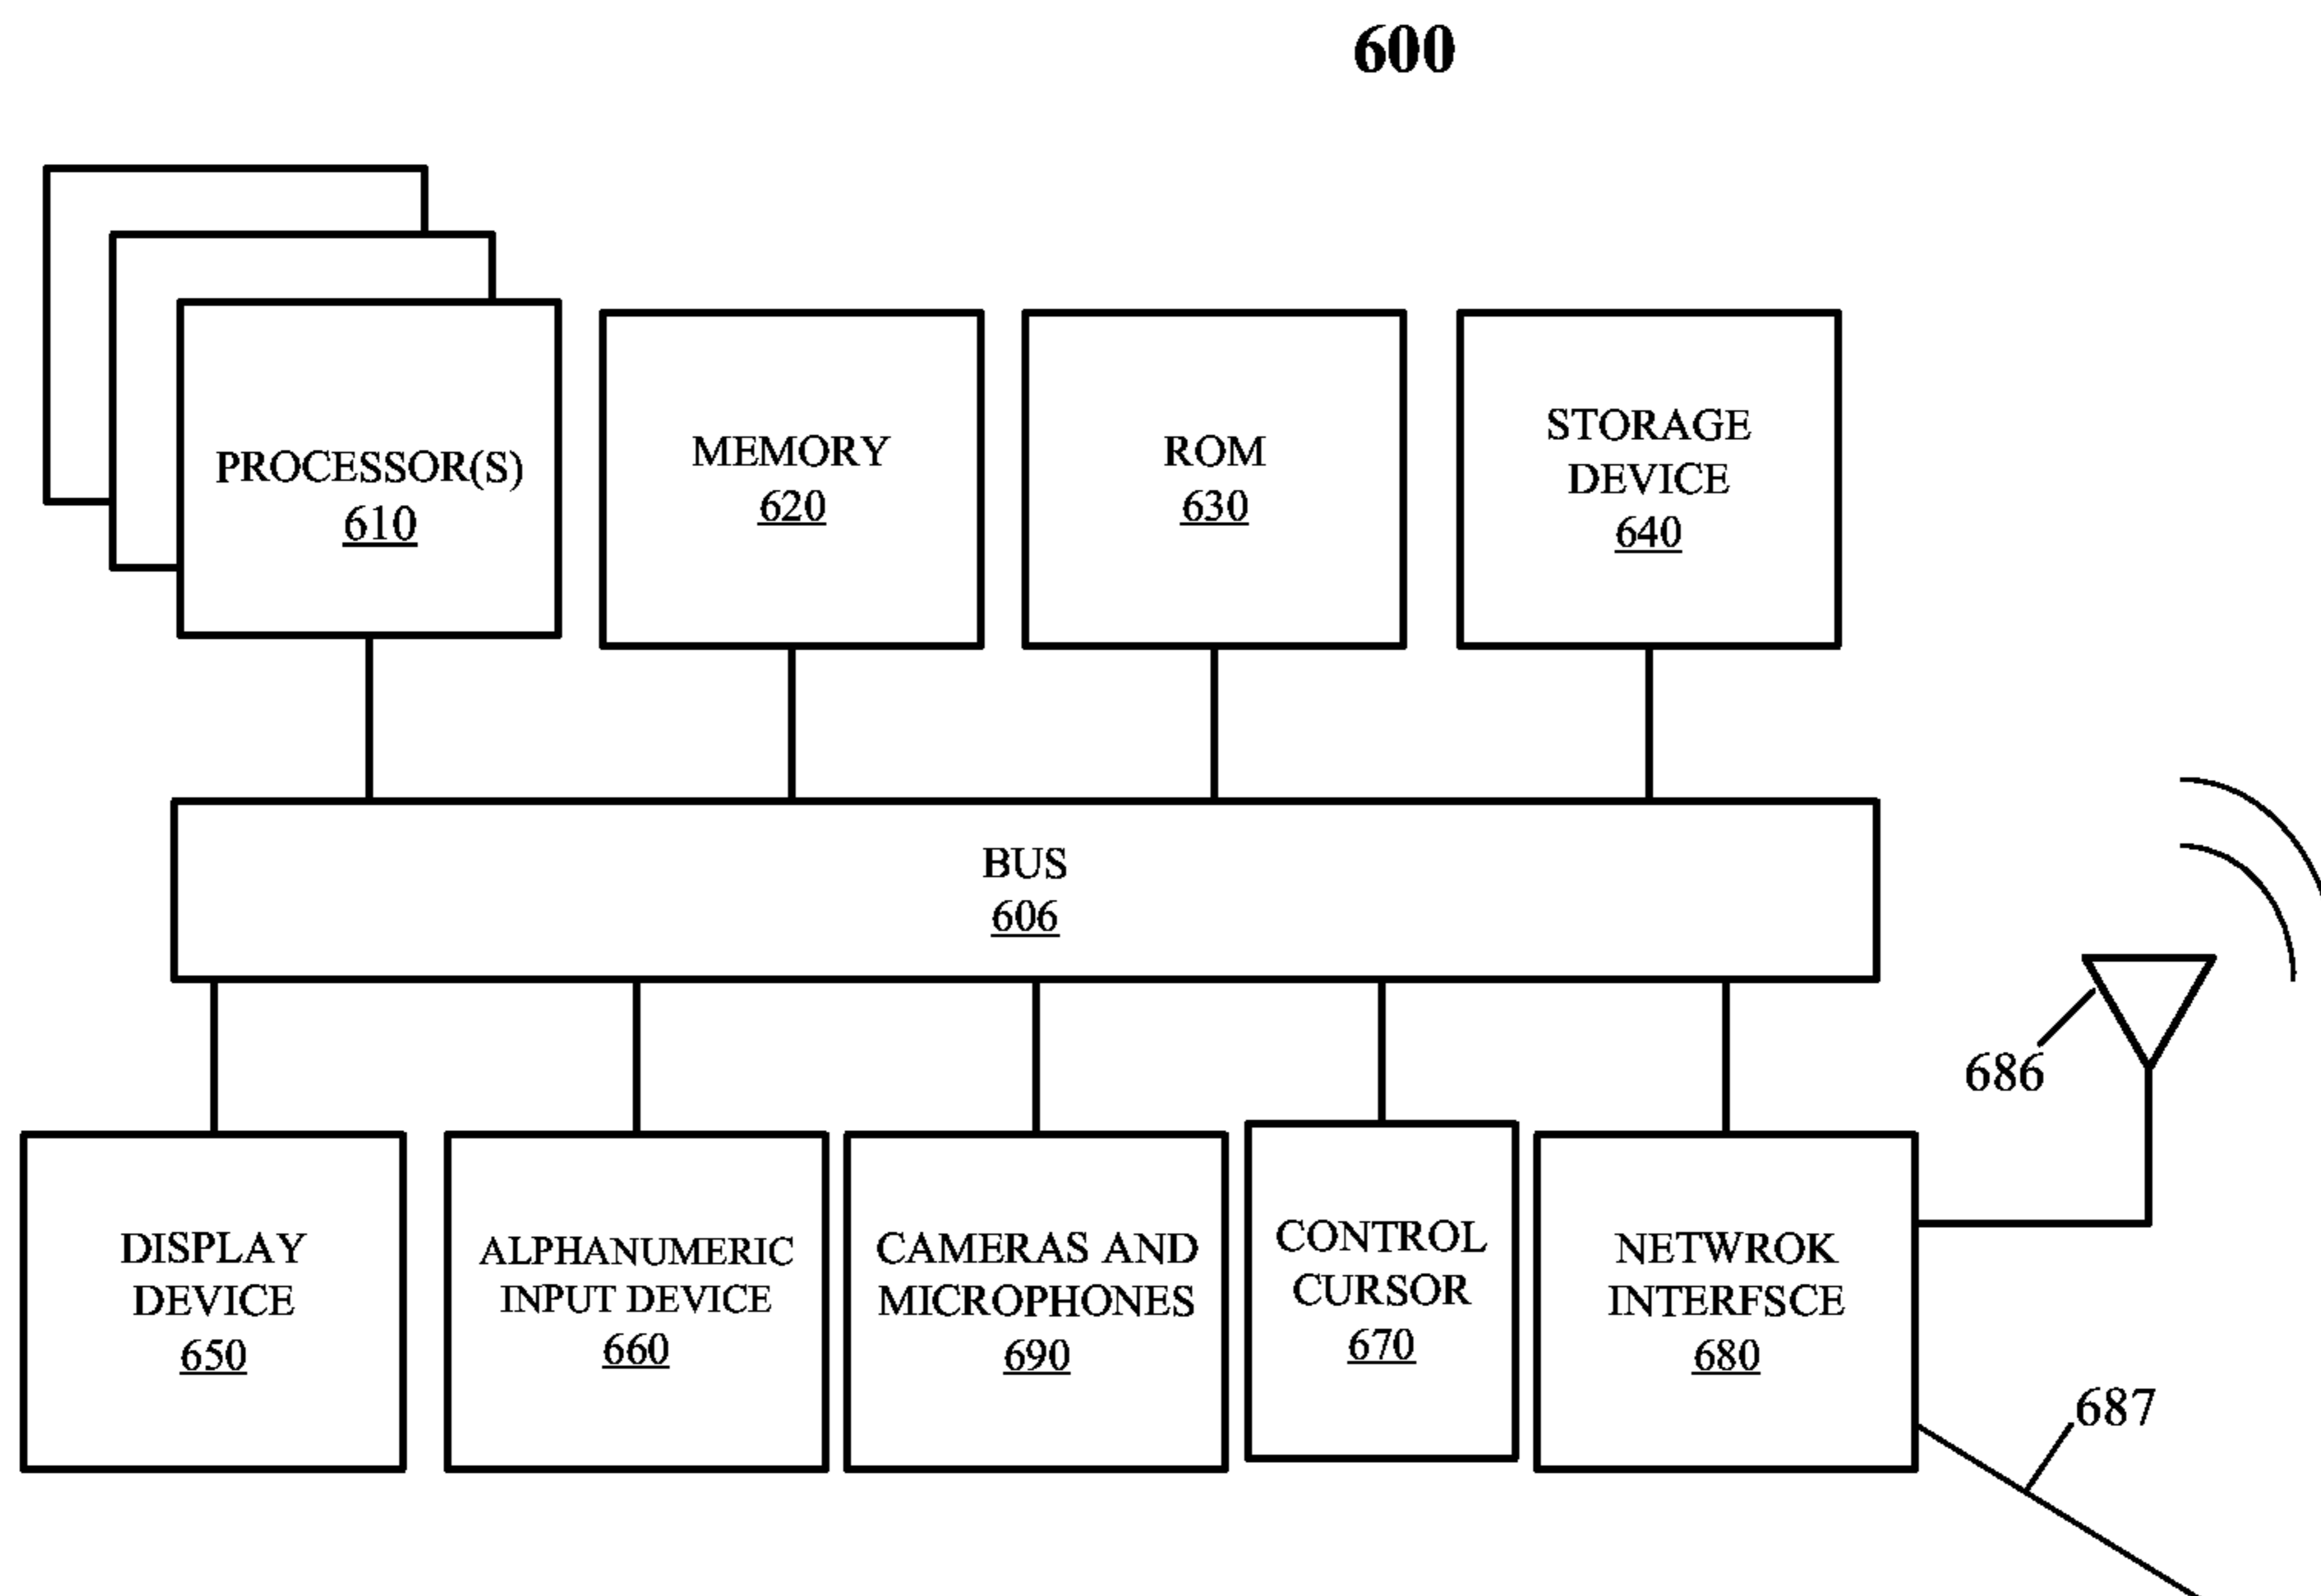 600
PROCESSOR(S)
610
MEMORY
620
ROM
630
STORAGE
DEVICE
640
BUS
606
686
DISPLAY
DEVICE
650
ALPHANUMERIC
INPUT DEVICE
660
CAMERAS AND
MICROPHONES
690
CONTROL
CURSOR
670
NETWROK
INTERFSCE
680
687